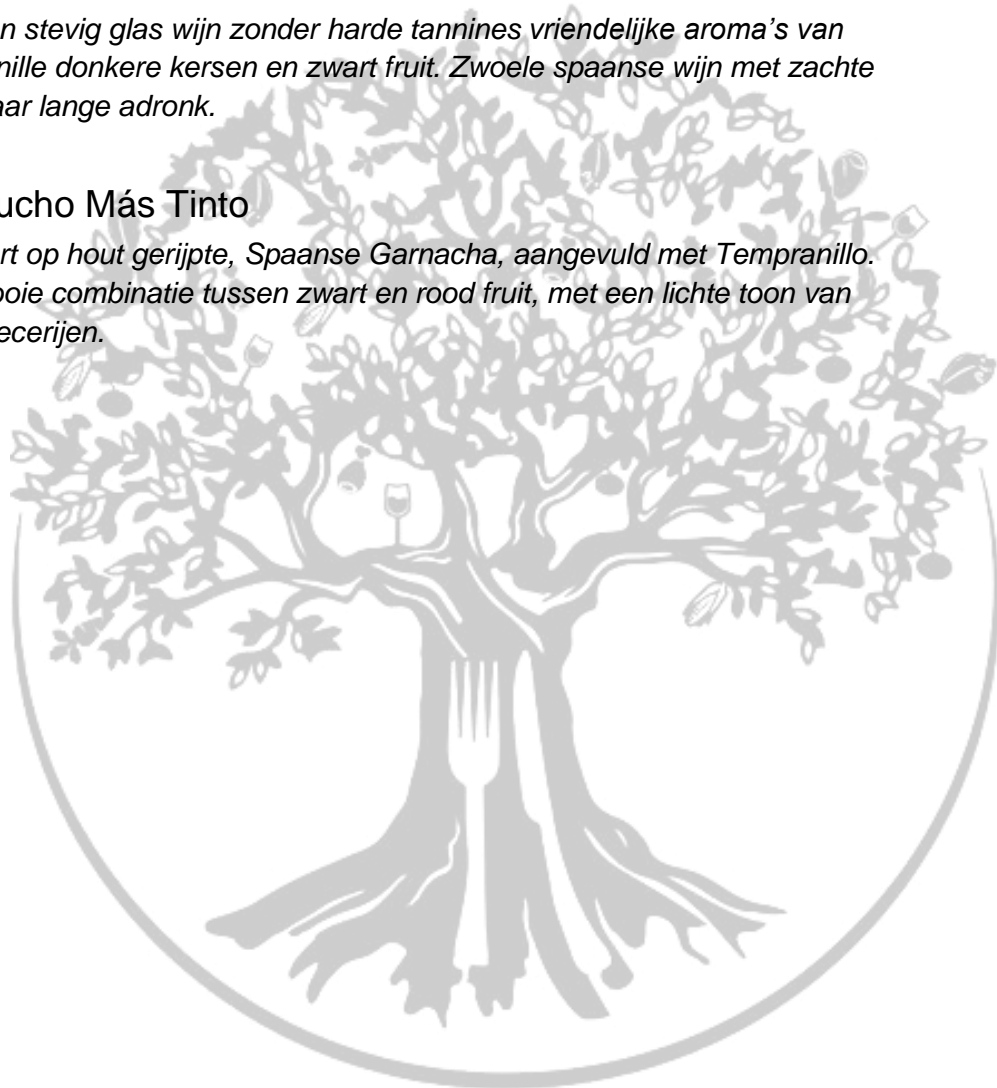 n stevig glas wijn zonder harde tannines vriendelijke aroma's van
nille donkere kersen en zwart fruit. Zwoele spaanse wijn met zachte
aar lange adronk.
ucho Más Tinto
rt op hout gerijpte, Spaanse Garnacha, aangevuld met Tempranillo.
ooie combinatie tussen zwart en rood fruit, met een lichte toon van
ecerijen.